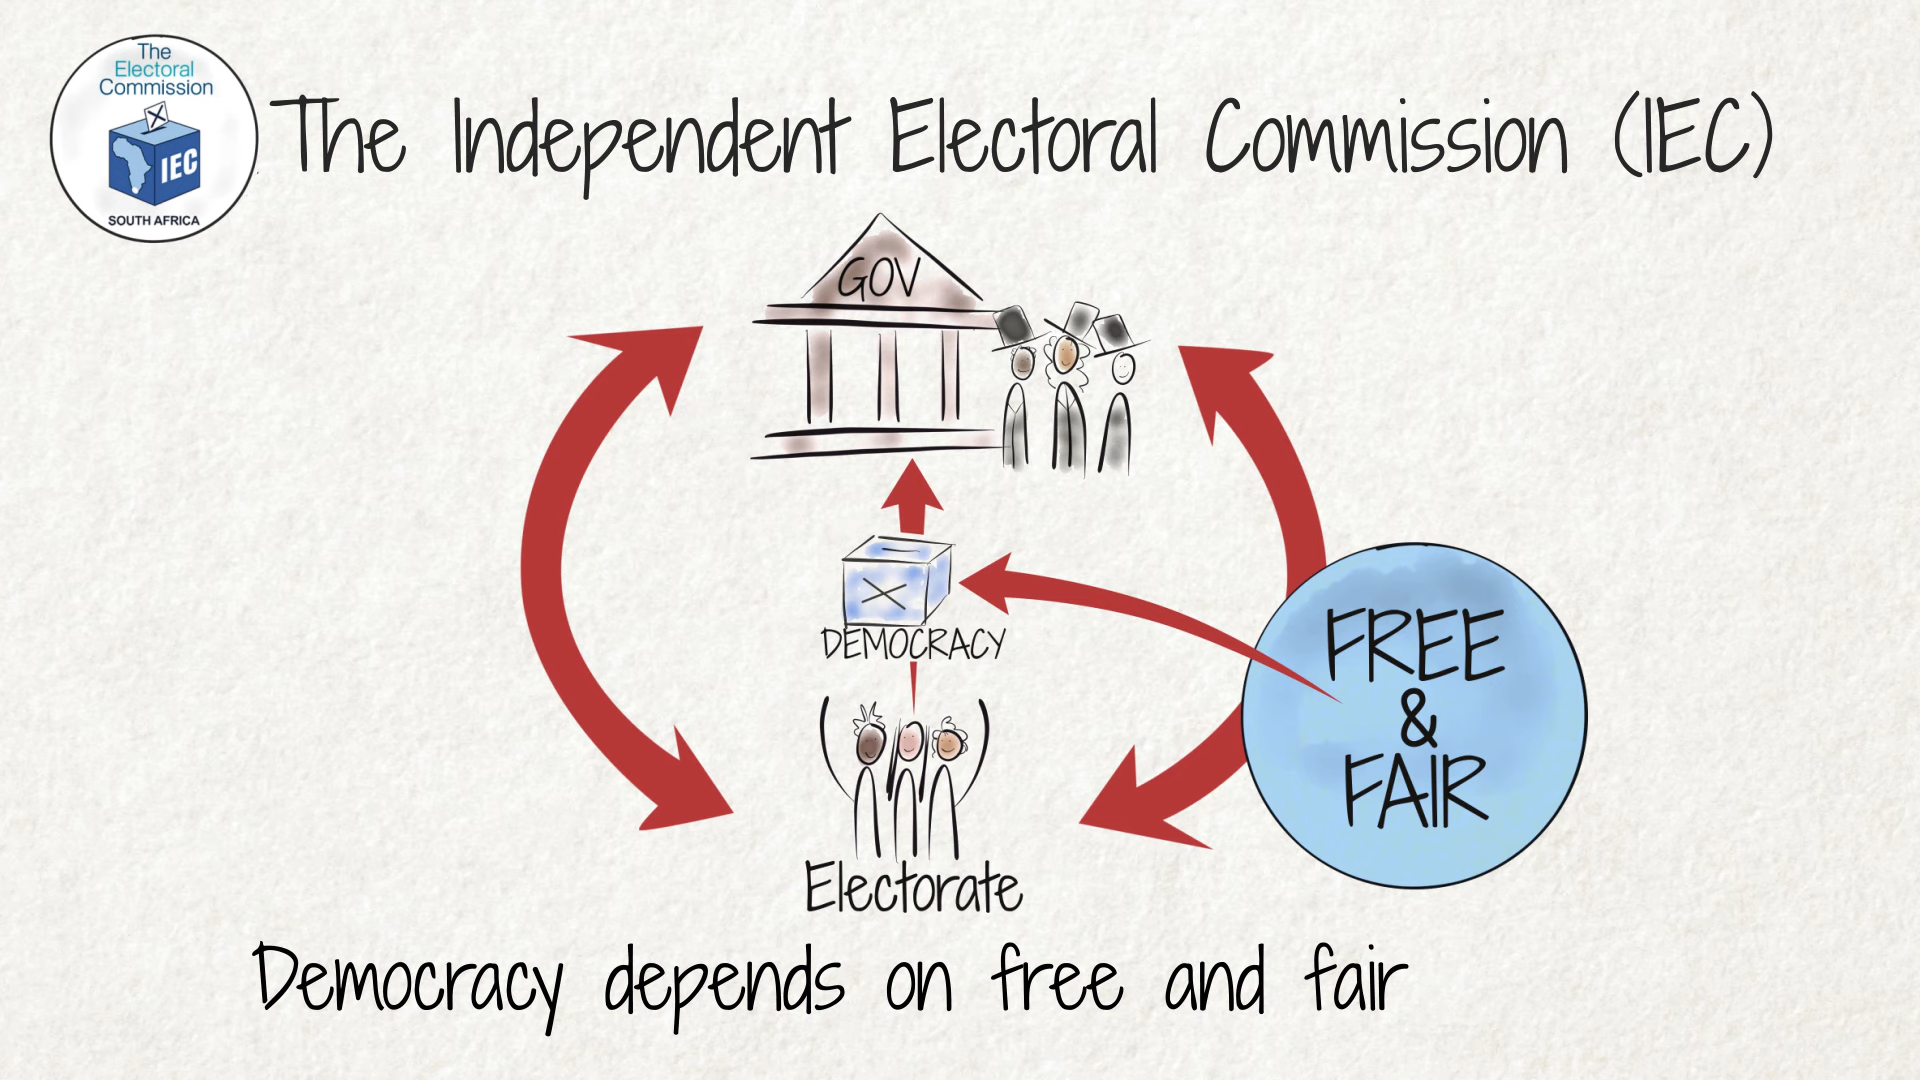 The
Electoral
Commission
IEC
SOUTH AFRICA
The Independent Electoral Commission (IEC)
GOV
DEMOCRACY
FREE
&
FAIR
Electorate
Democracy depends on free and fair